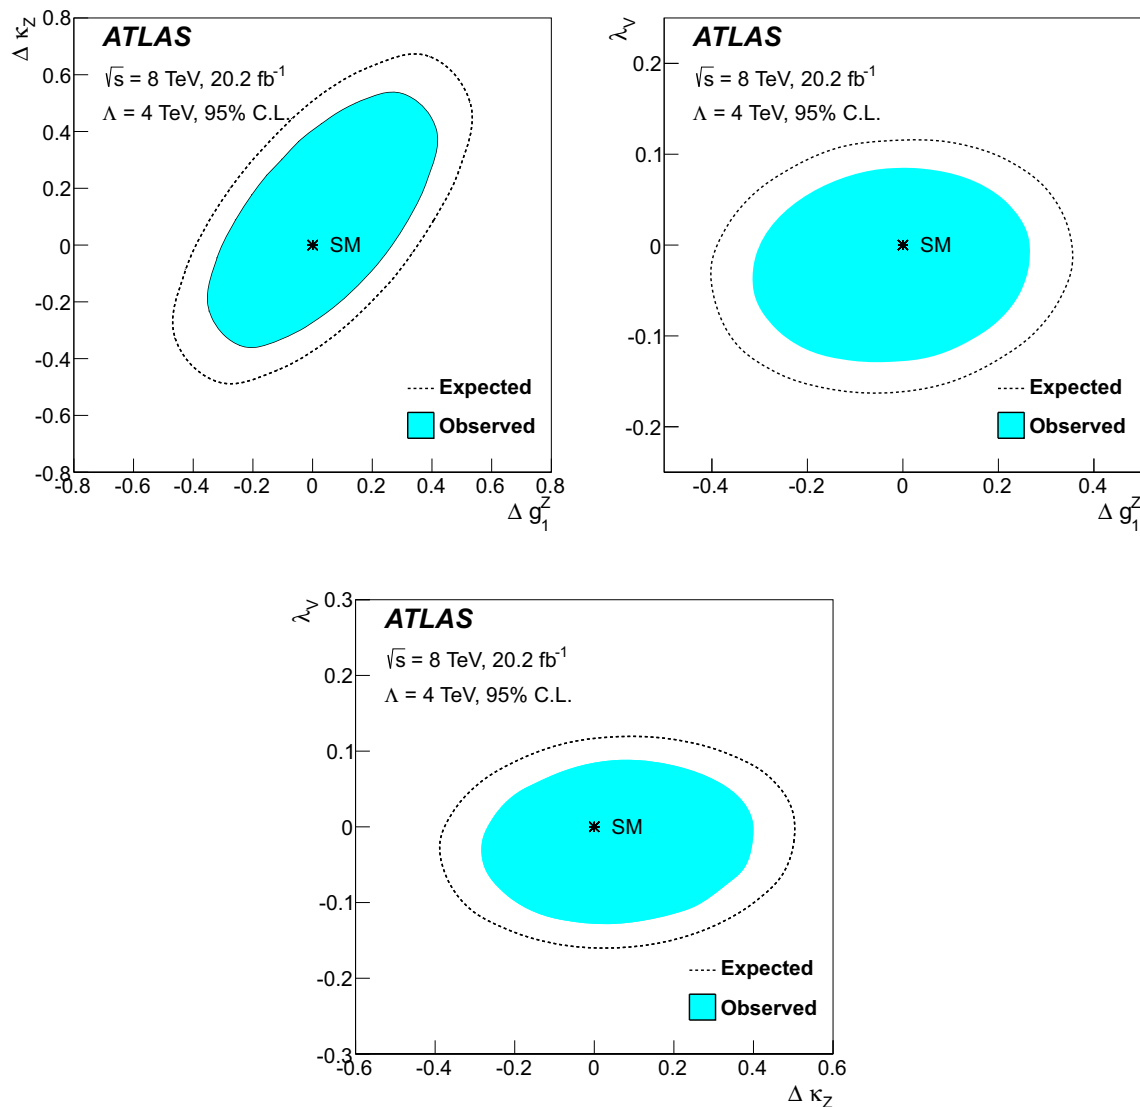 Δ κ_Z
0.8
0.6
0.4
0.2
0
-0.2
-0.4
-0.6
-0.8
ATLAS
√s = 8 TeV, 20.2 fb⁻¹
Λ = 4 TeV, 95% C.L.
SM
Expected
Observed
-0.8 -0.6 -0.4 -0.2 0 0.2 0.4 0.6 0.8
Δ g₁ᶻ
λ_V
0.2
0.1
0
-0.1
-0.2
ATLAS
√s = 8 TeV, 20.2 fb⁻¹
Λ = 4 TeV, 95% C.L.
SM
Expected
Observed
-0.4 -0.2 0 0.2 0.4
Δ g₁ᶻ
λ_V
0.3
0.2
0.1
0
-0.1
-0.2
-0.3
ATLAS
√s = 8 TeV, 20.2 fb⁻¹
Λ = 4 TeV, 95% C.L.
SM
Expected
Observed
-0.6 -0.4 -0.2 0 0.2 0.4 0.6
Δ κ_Z